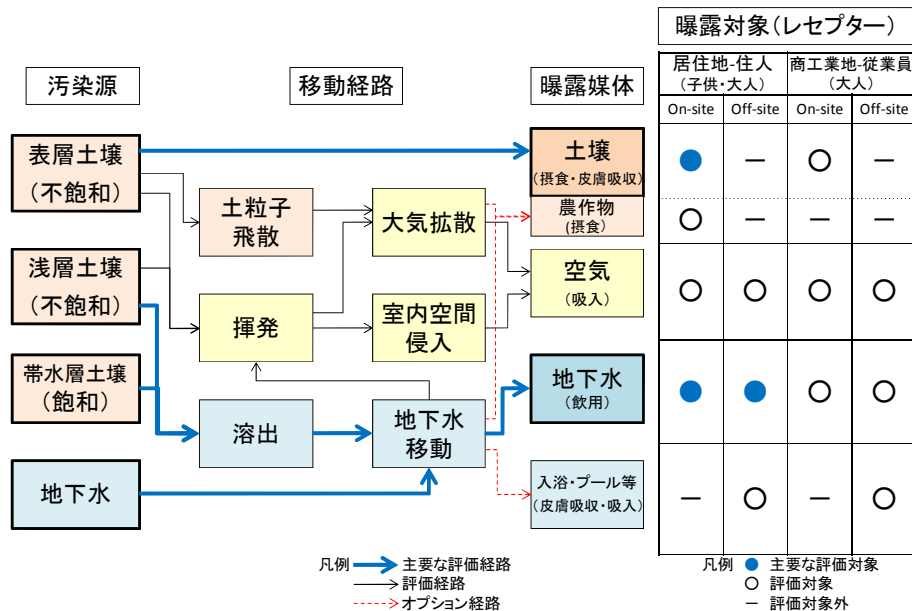 曝露対象(レセプター)
汚染源
移動経路
曝露媒体
居住地-住人
(子供・大人)
商工業地-従業員
(大人)
On-site
Off-site
On-site
Off-site
表層土壌
(不飽和)
土壌
(摂食・皮膚吸収)
― ○ ―
土粒子
飛散
大気拡散
農作物
(摂食)
○ ― ― ―
浅層土壌
(不飽和)
揮発
室内空間
侵入
空気
(吸入)
○ ○ ○ ○
帯水層土壌
(飽和)
溶出
地下水
移動
地下水
(飲用)
● ● ○ ○
地下水
入浴・プール等
(皮膚吸収・吸入)
― ○ ― ○
凡例
主要な評価経路
評価経路
オプション経路
凡例
● 主要な評価対象
○ 評価対象
― 評価対象外